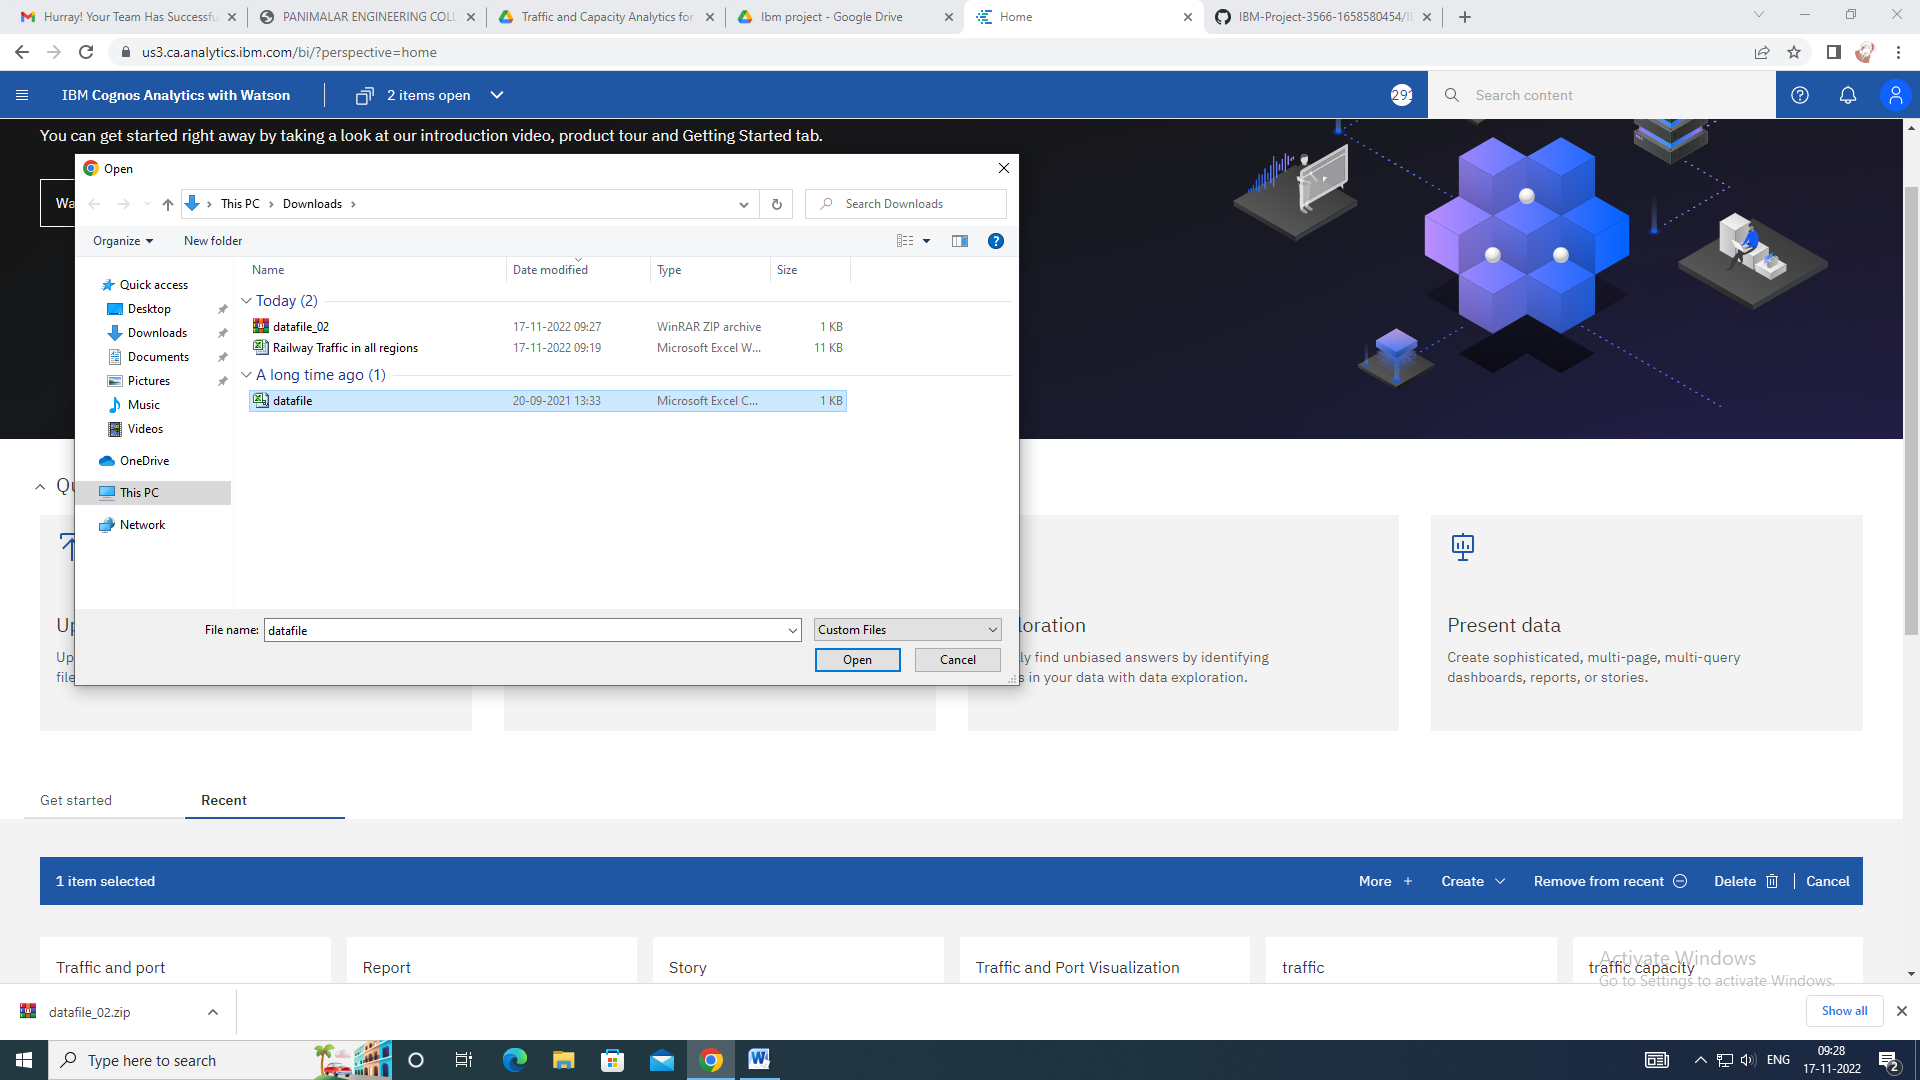 Hurray! Your Team Has Successfu
PANIMALAR ENGINEERING COLL
Traffic and Capacity Analytics for
Ibm project - Google Drive
Home
IBM-Project-3566-1658580454/IB
us3.ca.analytics.ibm.com/bi/?perspective=home
IBM Cognos Analytics with Watson
2 items open
291
Search content
You can get started right away by taking a look at our introduction video, product tour and Getting Started tab.
Wa
Open
This PC > Downloads >
Search Downloads
Organize
New folder
Name
Date modified
Type
Size
Quick access
Desktop
Downloads
Documents
Pictures
Music
Videos
OneDrive
This PC
Network
Today (2)
datafile_02 17-11-2022 09:27 WinRAR ZIP archive 1 KB
Railway Traffic in all regions 17-11-2022 09:19 Microsoft Excel W... 11 KB
A long time ago (1)
datafile 20-09-2021 13:33 Microsoft Excel C... 1 KB
File name: datafile
Custom Files
Open
Cancel
Qu
Up
Up
file
loration
ly find unbiased answers by identifying
s in your data with data exploration.
Present data
Create sophisticated, multi-page, multi-query
dashboards, reports, or stories.
Get started
Recent
1 item selected
More
Create
Remove from recent
Delete
Cancel
Traffic and port
Report
Story
Traffic and Port Visualization
traffic
traffic capacity
Activate Windows
Go to Settings to activate Windows.
datafile_02.zip
Show all
Type here to search
ENG
09:28
17-11-2022
2